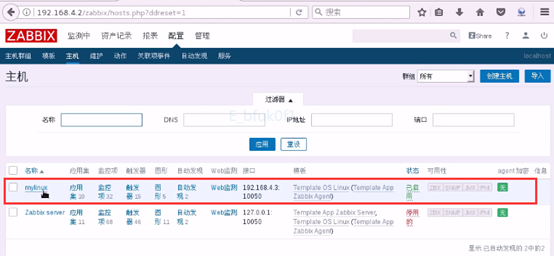 192.168.4.2/zabbix/hosts.php?ddreset=1
搜索
ZABBIX 监测中 资产记录 报表 配置 管理
Share
主机群组 模板 主机 维护 动作 关联项事件 自动发现 服务
localhost
主机
群组 所有 创建主机 导入
过滤器
名称 DNS IP地址 端口
应用 重设
名称 应用集 监控项 触发器 图形 自动发现 Web监测 接口 模板 状态 可用性 agent 加密 信息
mylinux 应用集 10 监控项 32 触发器 15 图形 5 自动发现 2 Web监测 192.168.4.3: 10050 Template OS Linux (Template App Zabbix Agent) 已启用 ZBX SNMP JMX IPMI 无
Zabbix server 应用集 11 监控项 触发器 46 图形 11 自动发现 2 Web监测 127.0.0.1: 10050 Template App Zabbix Server, Template OS Linux (Template App Zabbix Agent) 停用的 ZBX SNMP JMX IPMI 无
显示 已自动发现的 2中的2